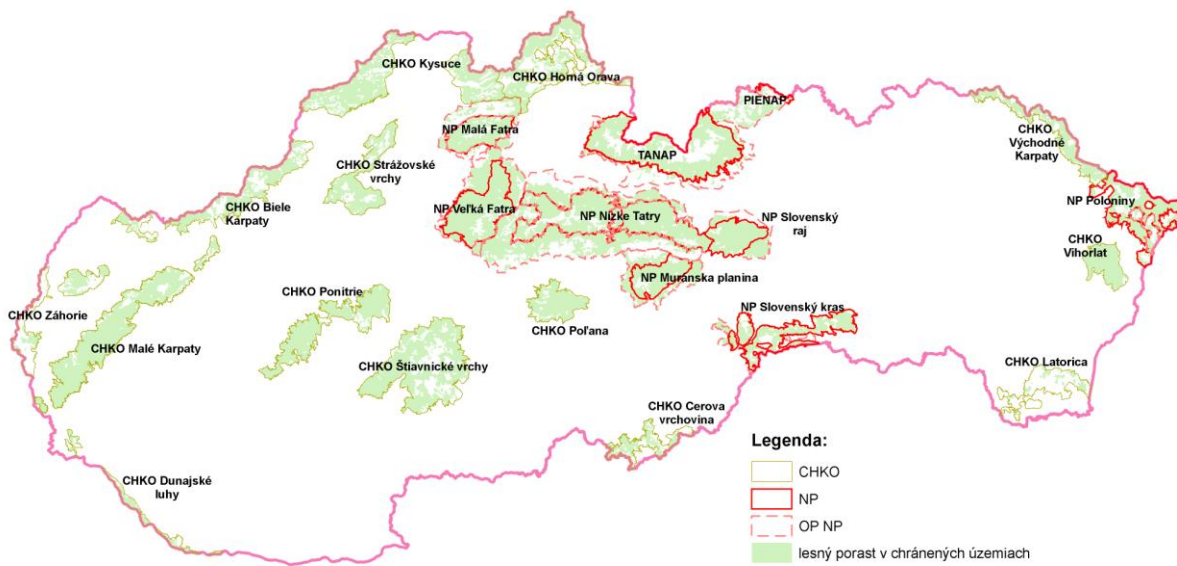 CHKO Kysuce
CHKO Horná Orava
PIENAP
NP Malá Fatra
TANAP
CHKO
Východné
Karpaty
CHKO Strážovské
vrchy
NP Poloniny
CHKO Biele
Karpaty
NP Veľká Fatra
NP Nízke Tatry
NP Slovenský
raj
CHKO
Vihorlat
NP Muránska planina
CHKO Ponitrie
CHKO Záhorie
CHKO Poľana
NP Slovenský kras
CHKO Malé Karpaty
CHKO Štiavnické vrchy
CHKO Latorica
CHKO Cerova
vrchovina
CHKO Dunajské
luhy
Legenda:
CHKO
NP
OP NP
lesný porast v chránených územiach